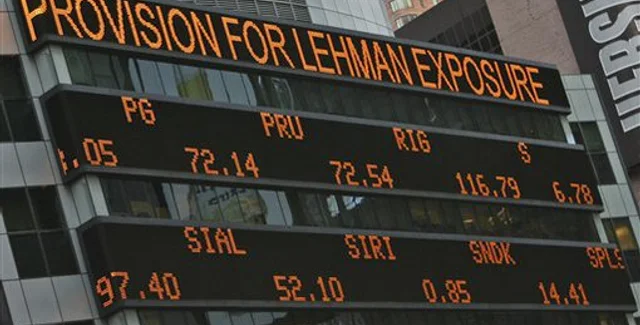 PROVISION FOR LEHMAN EXPOSURE
HERSH
PG PRU RIG S
.05 72.14 72.54 116.79 6.78
SIAL SIRI SNDK SPLS
97.40 52.10 0.85 14.41